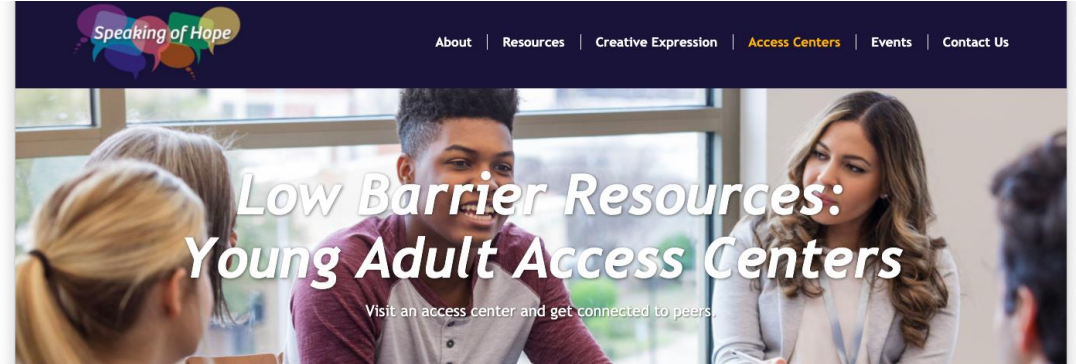 Speaking of Hope
About
Resources
Creative Expression
Access Centers
Events
Contact Us
Low Barrier Resources:
Young Adult Access Centers
Visit an access center and get connected to peers.